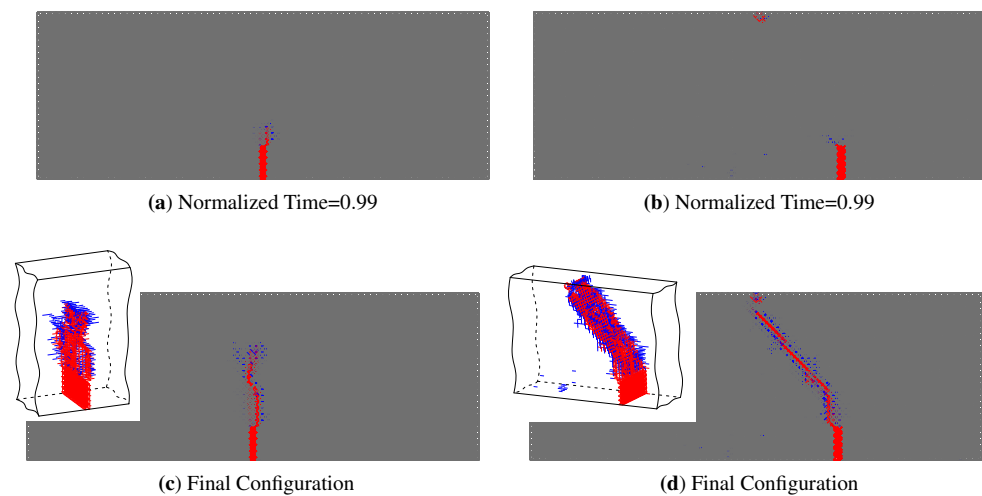 (a) Normalized Time=0.99
(b) Normalized Time=0.99
(c) Final Configuration
(d) Final Configuration